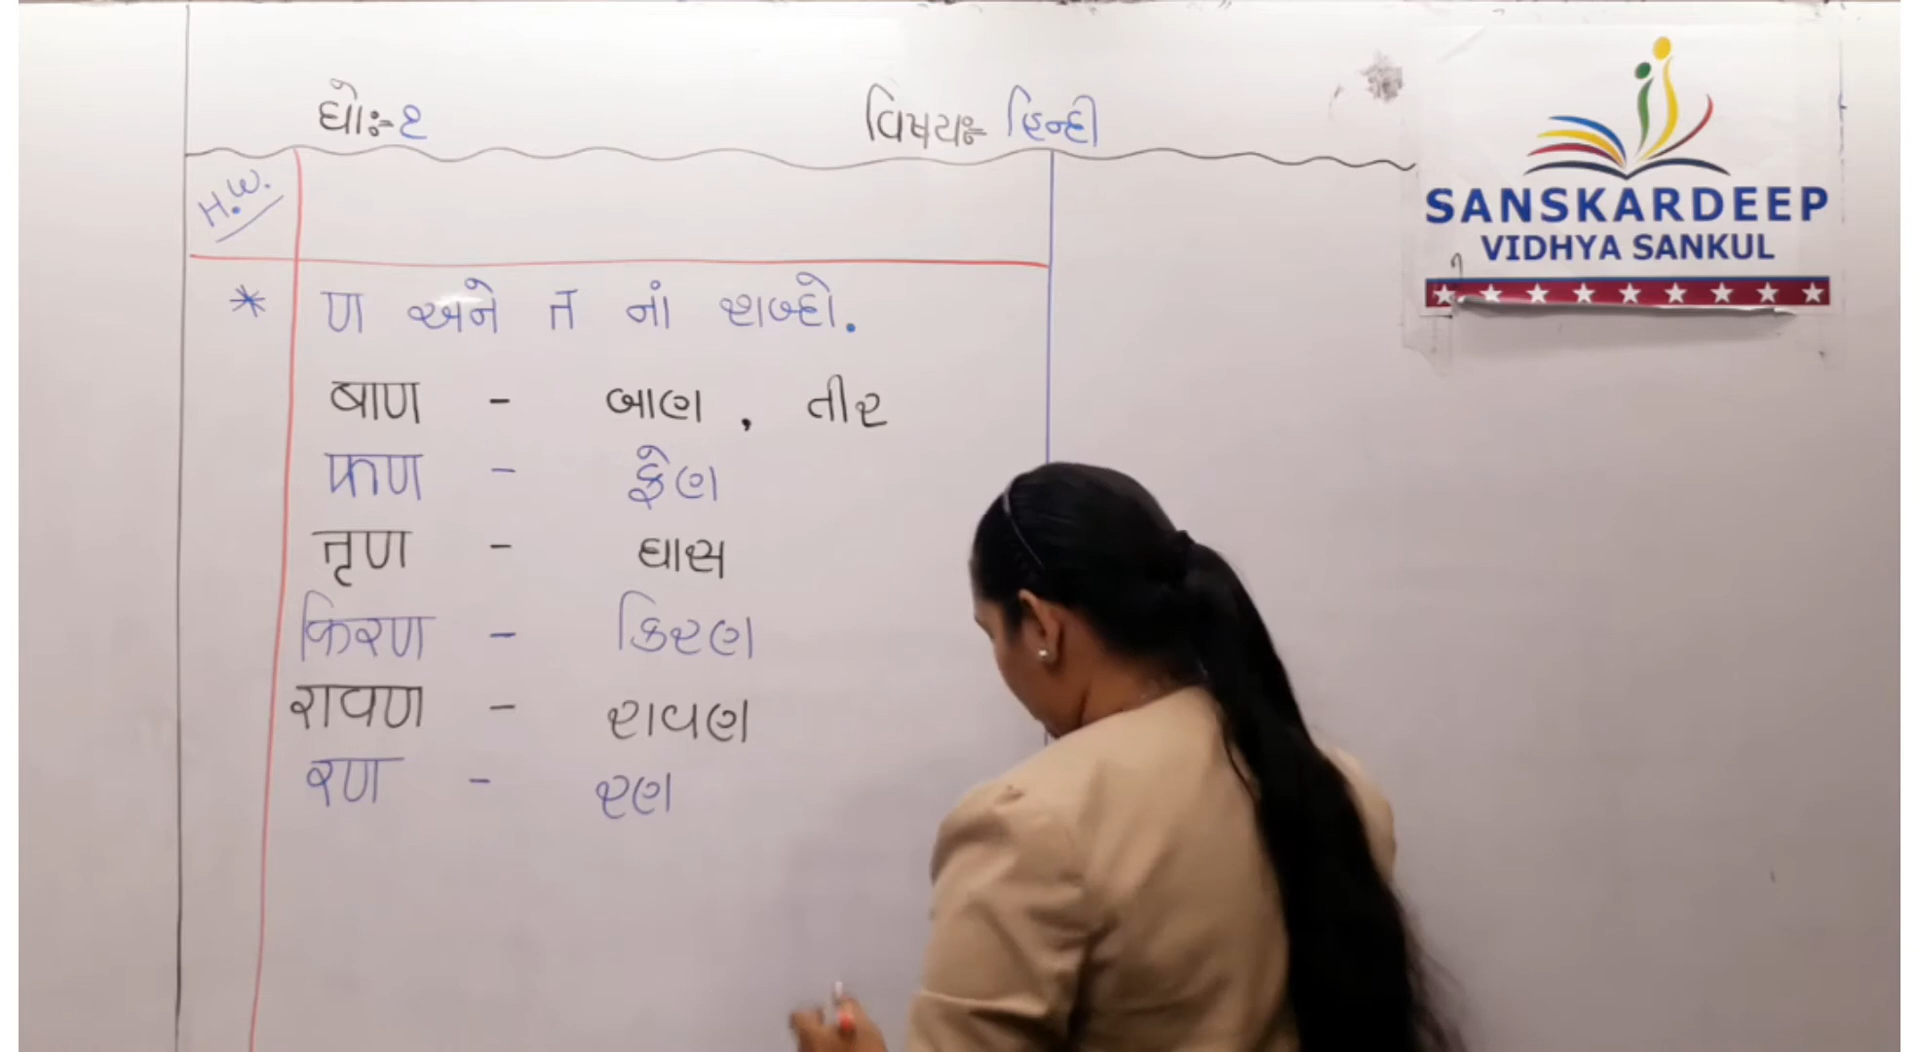 ધોઃ-૨ વિષયઃ- હિન્દી
SANSKARDEEP
VIDHYA SANKUL
H.W.
* ण અને त નાં શબ્દો.
बाण - બાણ , તીર
फण - ફેણ
तृण - ઘાસ
किरण - કિરણ
रावण - રાવણ
रण - રણ